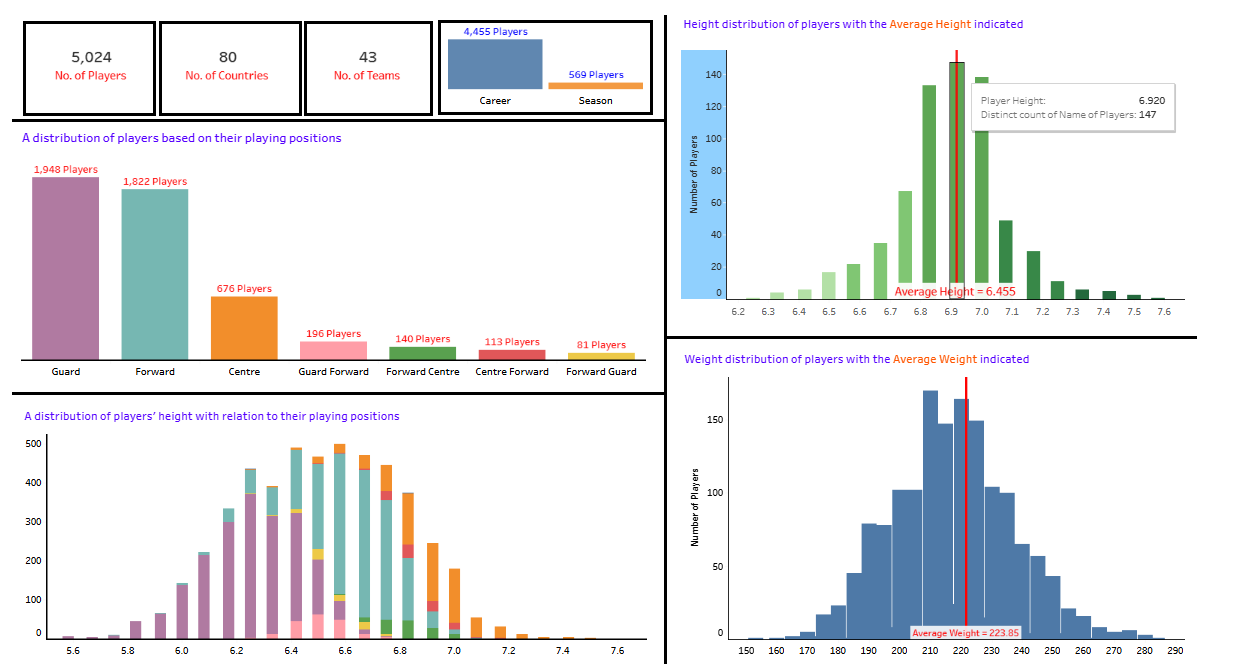 5,024
No. of Players
80
No. of Countries
43
No. of Teams
4,455 Players
569 Players
Career
Season
A distribution of players based on their playing positions
1,948 Players
1,822 Players
676 Players
196 Players
140 Players
113 Players
81 Players
Guard
Forward
Centre
Guard Forward
Forward Centre
Centre Forward
Forward Guard
A distribution of players' height with relation to their playing positions
500
400
300
200
100
0
5.6
5.8
6.0
6.2
6.4
6.6
6.8
7.0
7.2
7.4
7.6
Height distribution of players with the Average Height indicated
Number of Players
140
120
100
80
60
40
20
0
Player Height: 6.920
Distinct count of Name of Players: 147
Average Height = 6.455
6.2
6.3
6.4
6.5
6.6
6.7
6.8
6.9
7.0
7.1
7.2
7.3
7.4
7.5
7.6
Weight distribution of players with the Average Weight indicated
Number of Players
150
100
50
0
Average Weight = 223.85
150
160
170
180
190
200
210
220
230
240
250
260
270
280
290